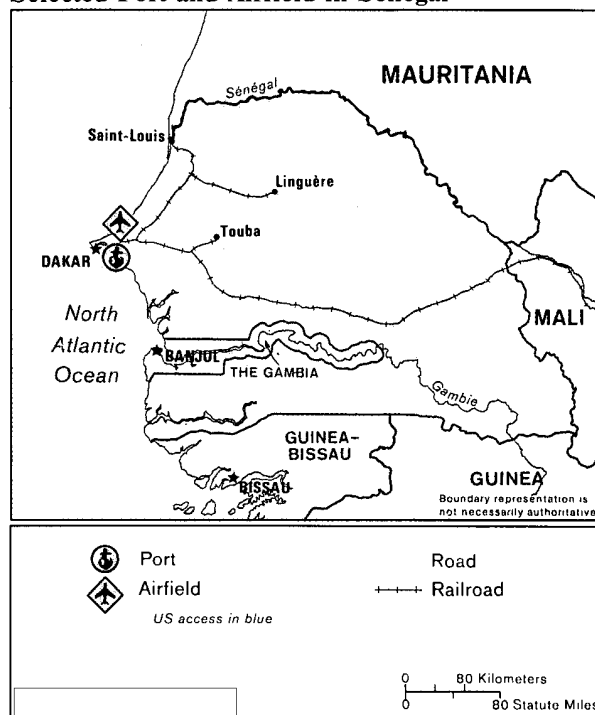 Selected Port and Airfield in Senegal
MAURITANIA
Sénégal
Saint-Louis
Linguère
Touba
DAKAR
North
Atlantic
Ocean
MALI
BANJUL
THE GAMBIA
Gambie
GUINEA-
BISSAU
GUINEA
BISSAU
Boundary representation is
not necessarily authoritative
Port
Road
Airfield
Railroad
US access in blue
0 80 Kilometers
0 80 Statute Miles